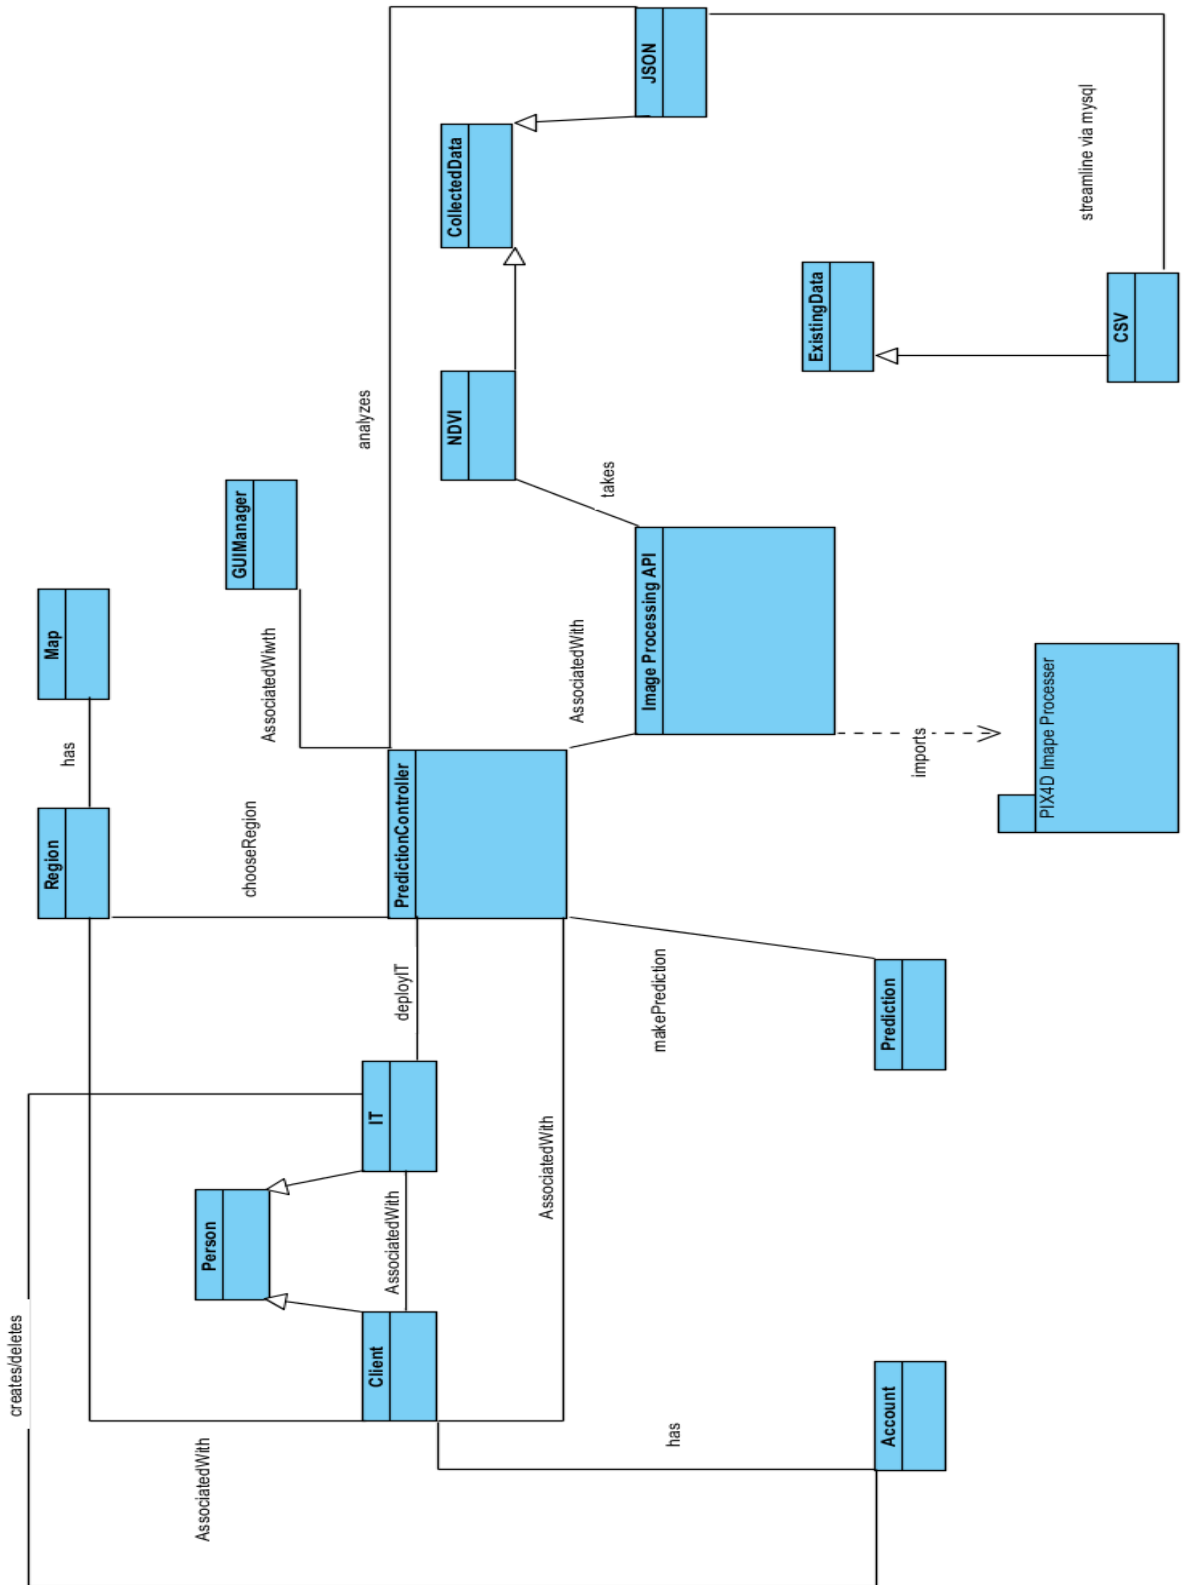 creates/deletes
Region
Map
has
AssociatedWith
Person
GUIManager
chooseRegion
AssociatedWiwth
analyzes
Client
IT
AssociatedWith
deployIT
PredictionController
NDVI
CollectedData
AssociatedWith
AssociatedWith
takes
Image Processing API
JSON
makePrediction
has
ExistingData
Account
Prediction
imports
PIX4D Imape Processer
streamline via mysql
CSV